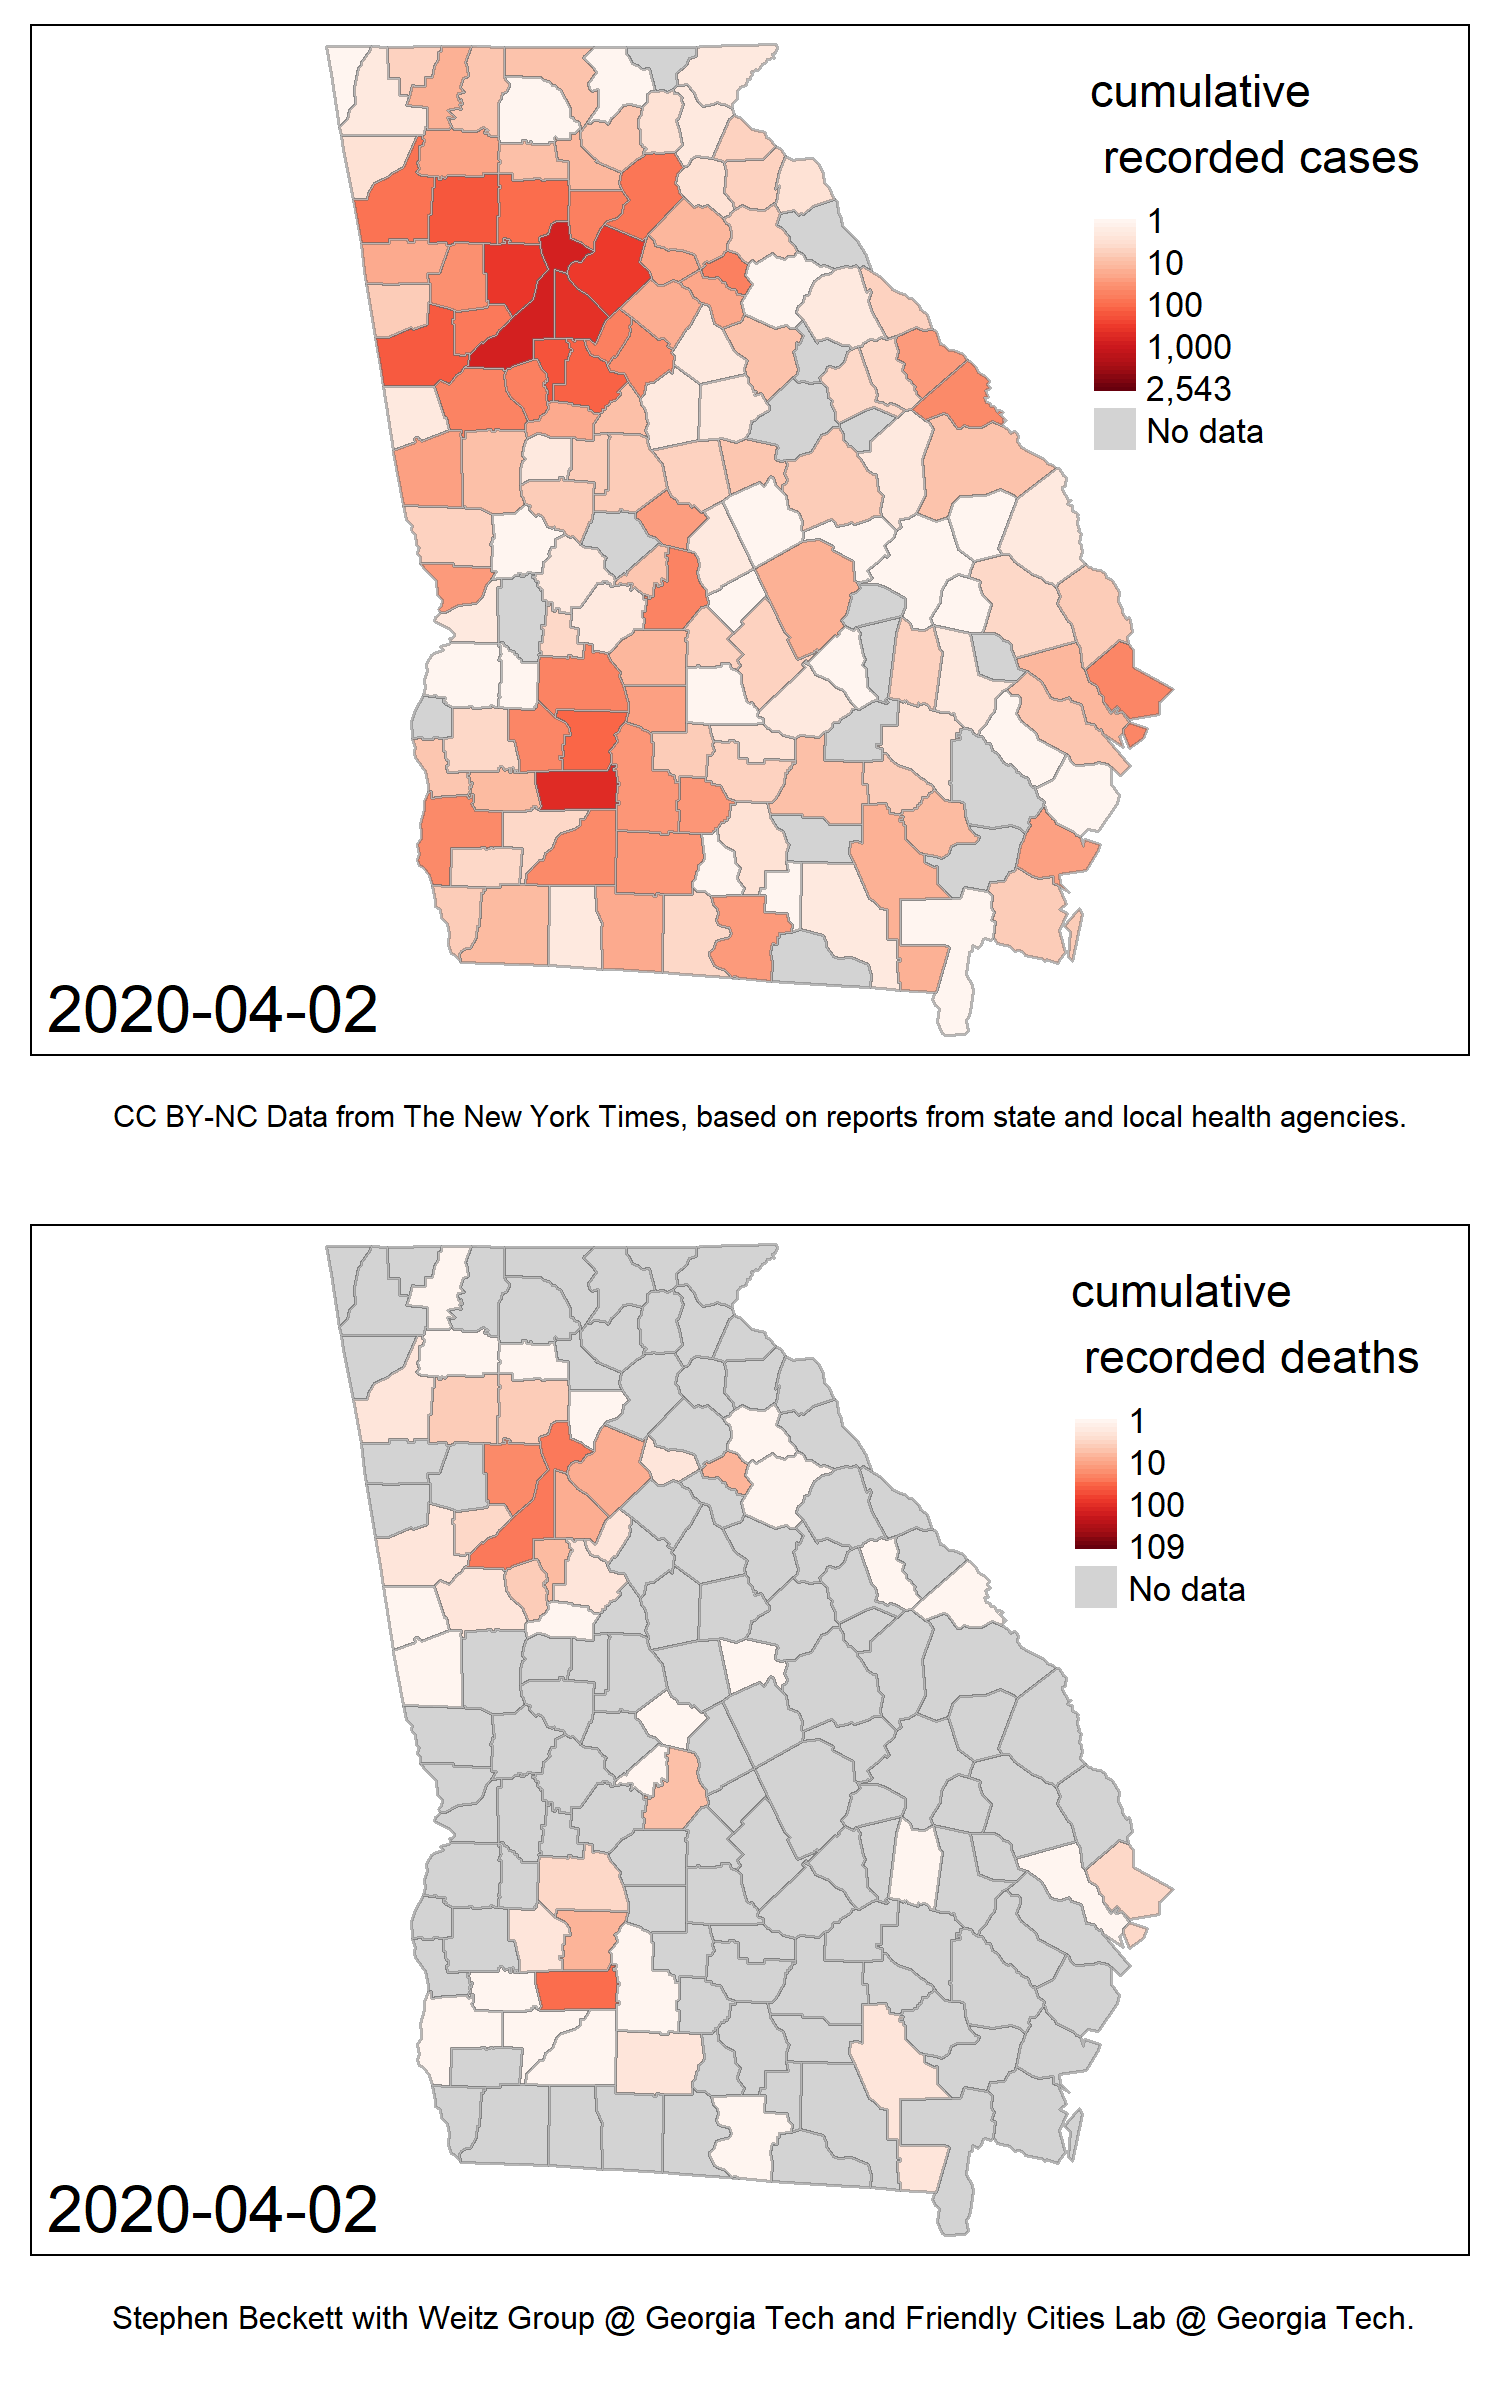 cumulative
recorded cases
1
10
100
1,000
2,543
No data
2020-04-02
CC BY-NC Data from The New York Times, based on reports from state and local health agencies.
cumulative
recorded deaths
1
10
100
109
No data
2020-04-02
Stephen Beckett with Weitz Group @ Georgia Tech and Friendly Cities Lab @ Georgia Tech.